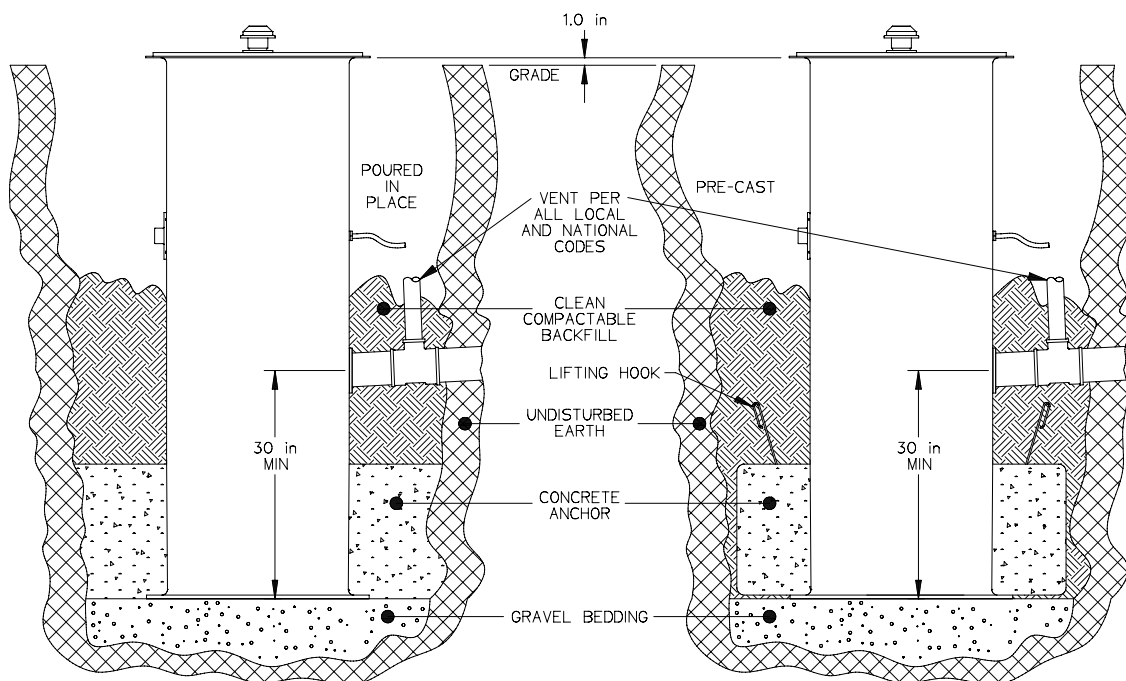 1.0 in
GRADE
POURED
IN
PLACE
PRE-CAST
VENT PER
ALL LOCAL
AND NATIONAL
CODES
CLEAN
COMPACTABLE
BACKFILL
LIFTING HOOK
UNDISTURBED
EARTH
30 in
MIN
30 in
MIN
CONCRETE
ANCHOR
GRAVEL BEDDING